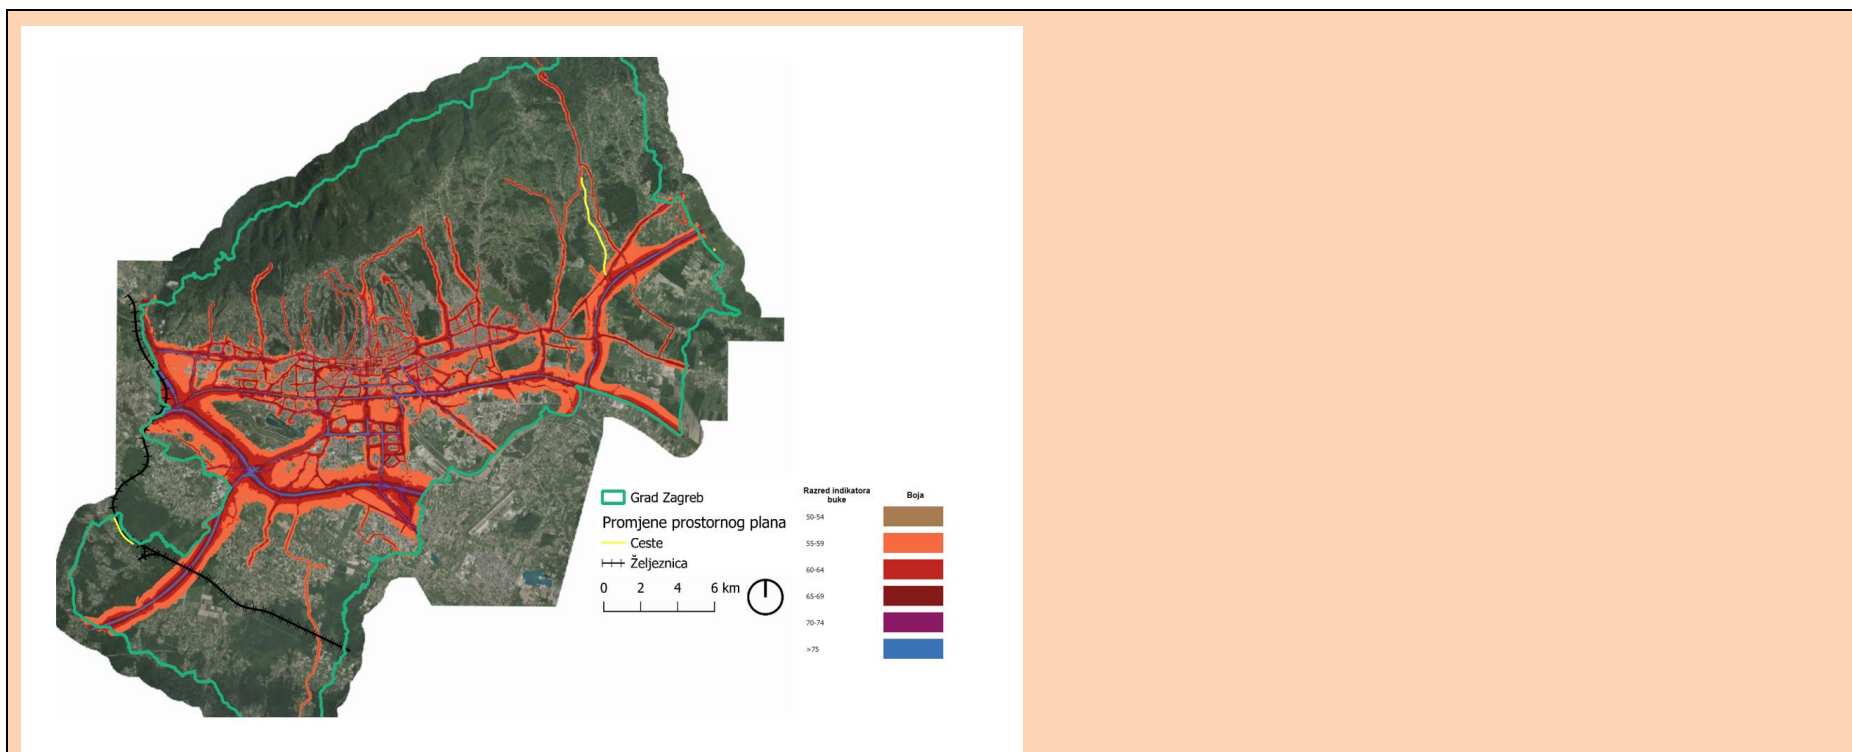 Grad Zagreb
Promjene prostornog plana
Ceste
Željeznica
0 2 4 6 km
Razred indikatora buke Boja
50-54
55-59
60-64
65-69
70-74
>75